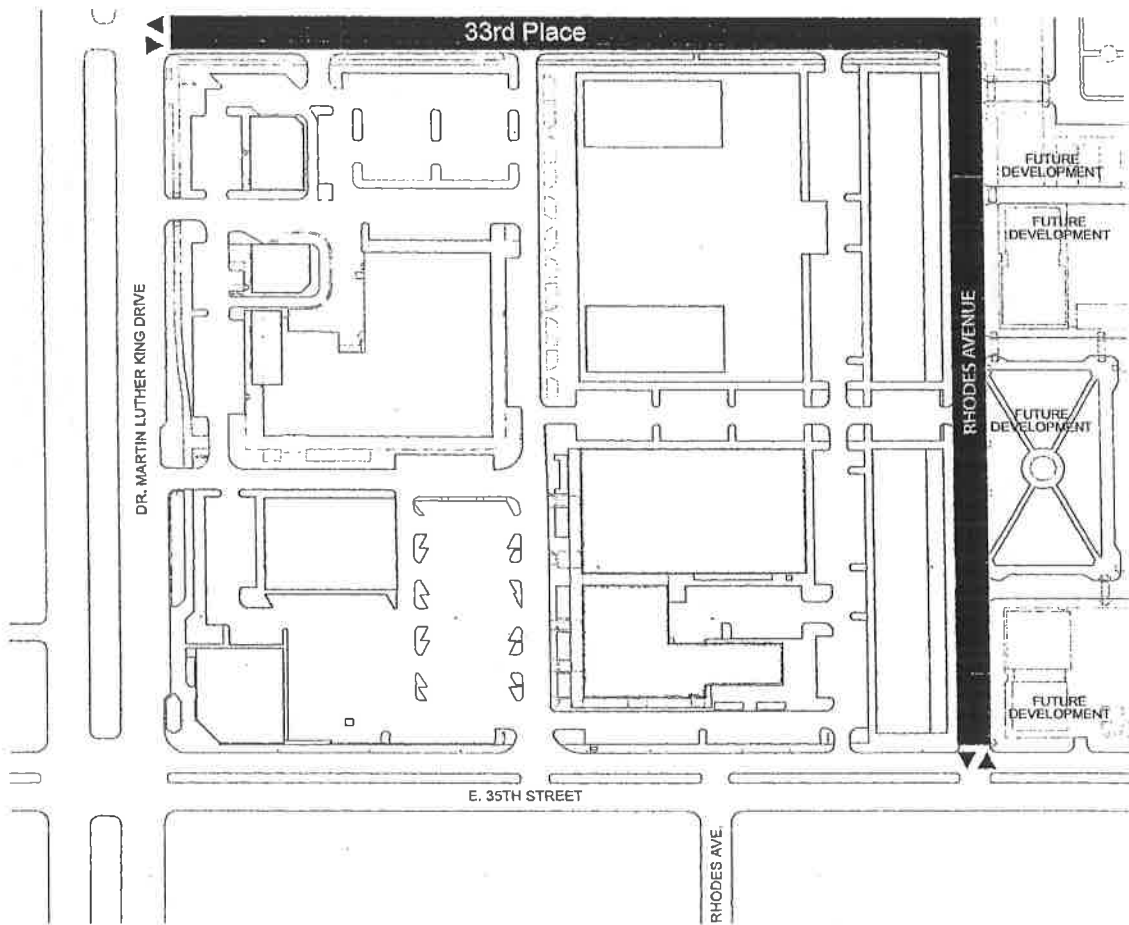 33rd Place
FUTURE
DEVELOPMENT
FUTURE
DEVELOPMENT
DR. MARTIN LUTHER KING DRIVE
RHODES AVENUE
FUTURE
DEVELOPMENT
FUTURE
DEVELOPMENT
E. 35TH STREET
RHODES AVE.